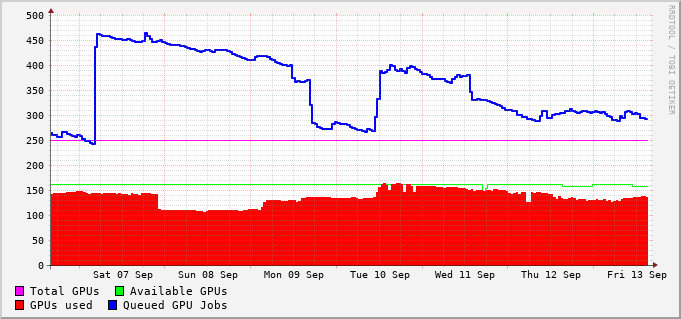 500
450
400
350
300
250
200
150
100
50
0
Sat 07 Sep Sun 08 Sep Mon 09 Sep Tue 10 Sep Wed 11 Sep Thu 12 Sep Fri 13 Sep
Total GPUs Available GPUs
GPUs used Queued GPU Jobs
RRDTOOL / TOBI OETIKER